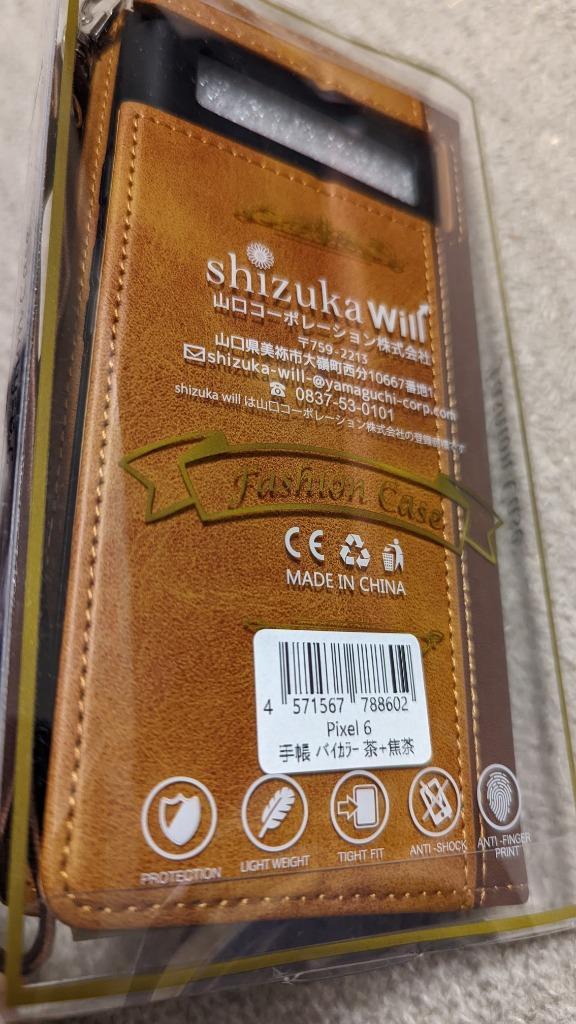 shizuka will
山口コーポレーション株式会社
〒759-2213
山口県美祢市大嶺町西分10667番地1
shizuka-will-@yamaguchi-corp.com
0837-53-0101
shizuka will は山口コーポレーション株式会社の登録商標です
Fashion Case
CE
MADE IN CHINA
4 571567 788602
Pixel 6
手帳 バイカラー 茶+焦茶
PROTECTION
LIGHT WEIGHT
TIGHT FIT
ANTI -SHOCK
ANTI -FINGER
PRINT